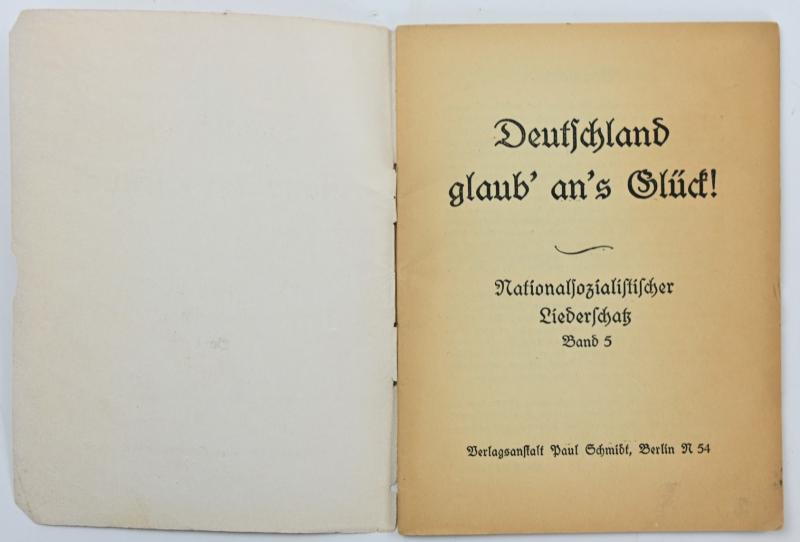 Deutschland
glaub' an's Glück!
Nationalsozialistischer
Liederschatz
Band 5
Verlagsanstalt Paul Schmidt, Berlin N 54